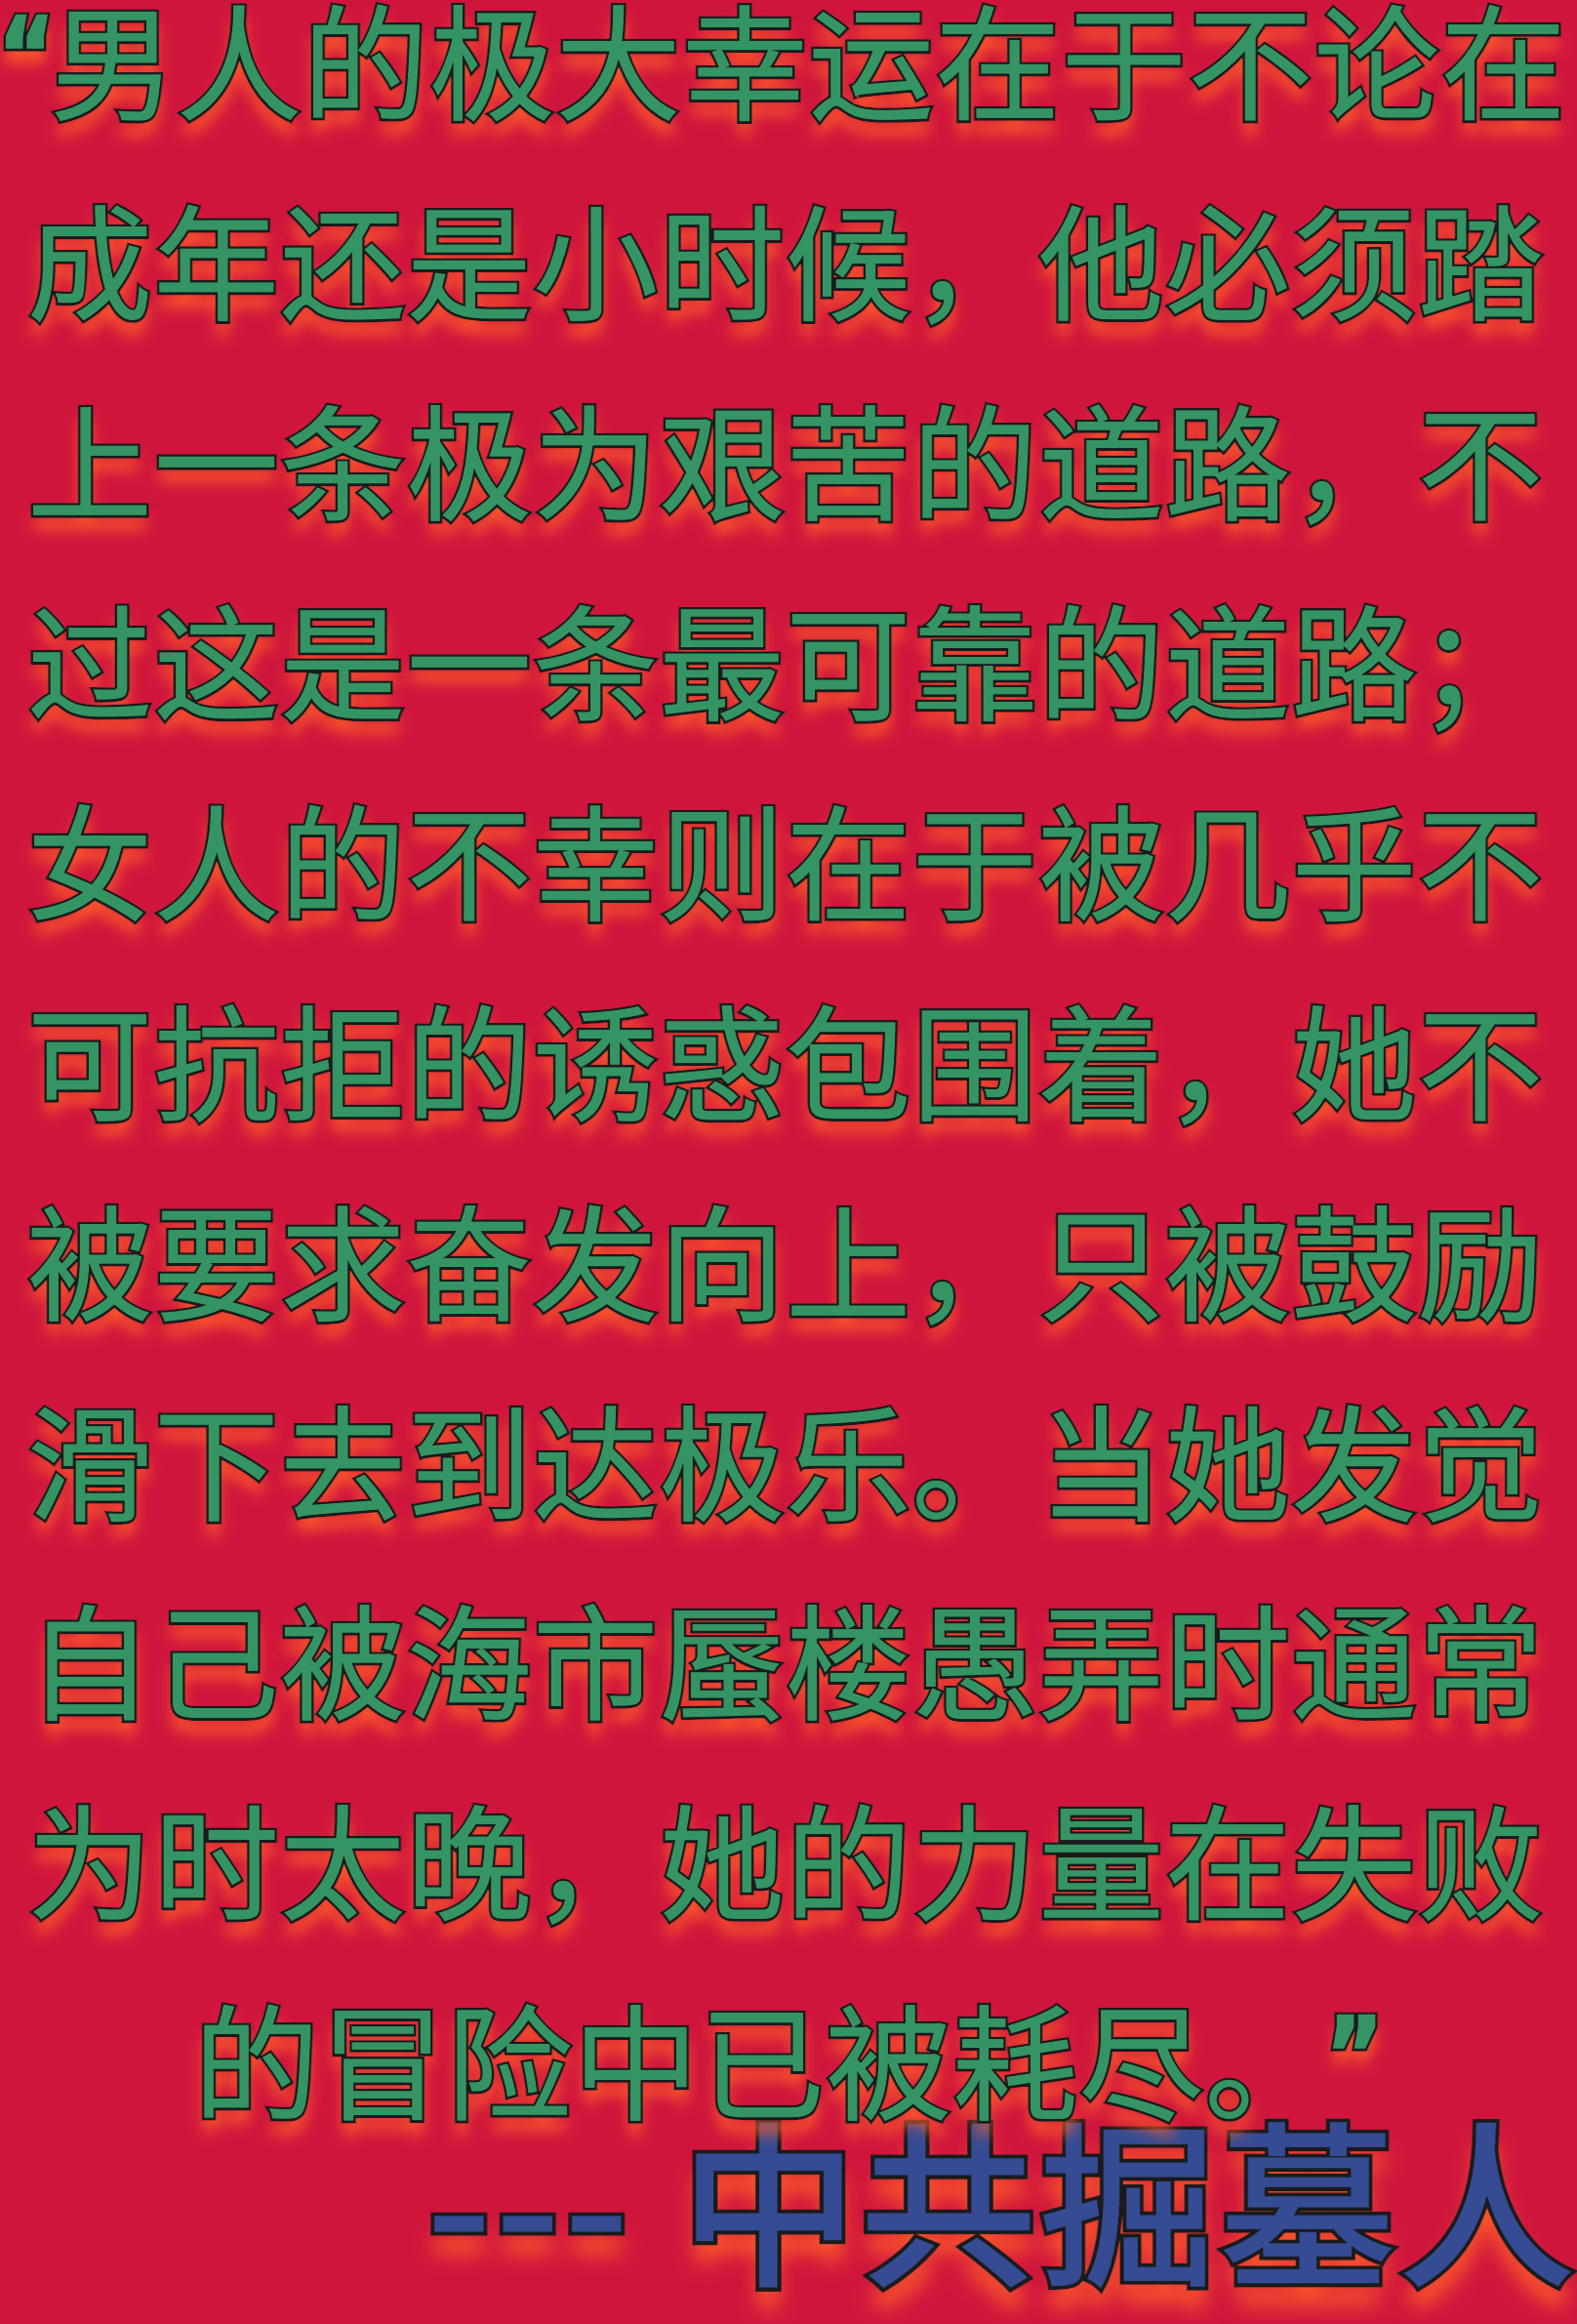 “男人的极大幸运在于不论在
成年还是小时候，他必须踏
上一条极为艰苦的道路，不
过这是一条最可靠的道路；
女人的不幸则在于被几乎不
可抗拒的诱惑包围着，她不
被要求奋发向上，只被鼓励
滑下去到达极乐。当她发觉
自己被海市蜃楼愚弄时通常
为时太晚，她的力量在失败
的冒险中已被耗尽。”
--- 中共掘墓人